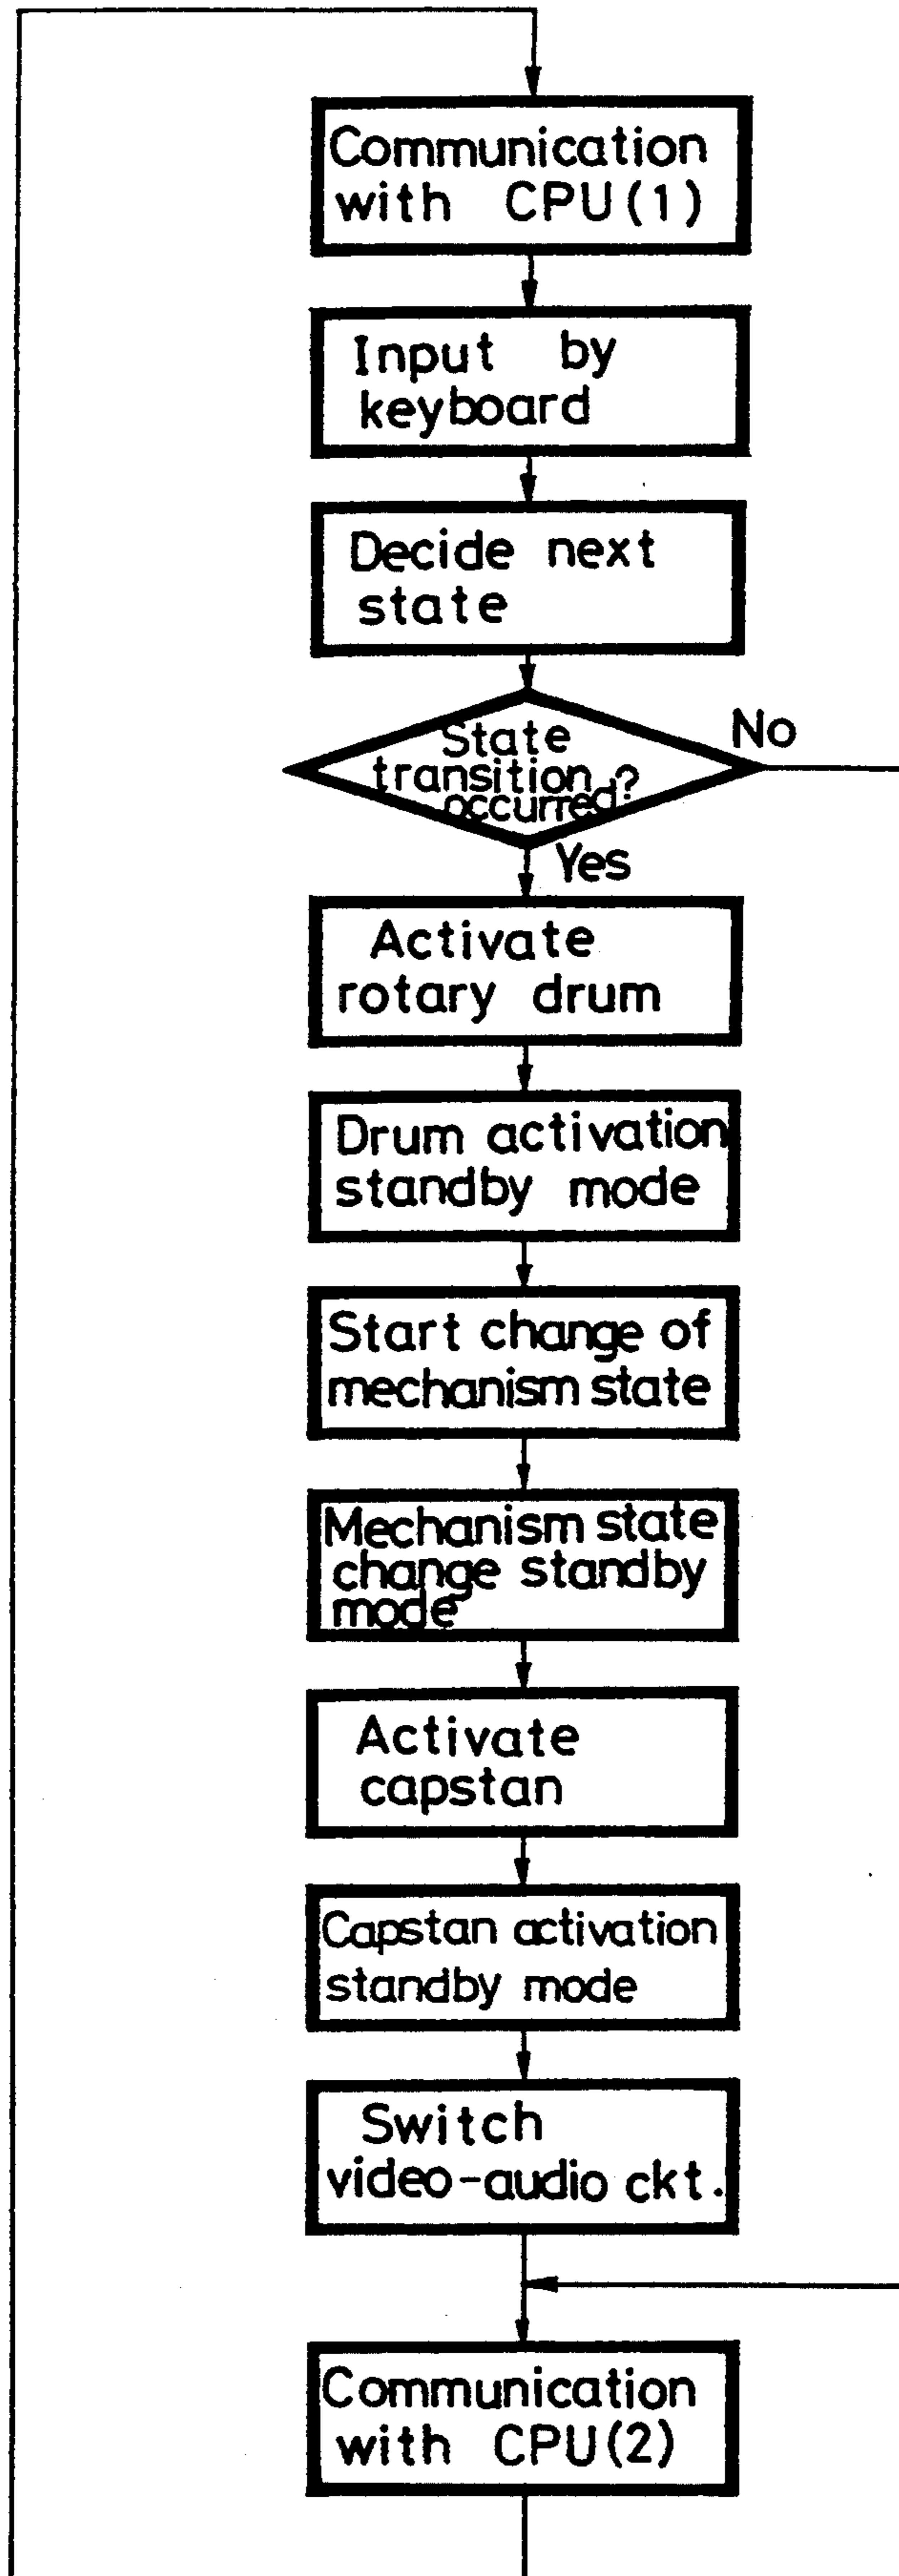 Communication
with CPU(1)
Input by
keyboard
Decide next
state
State
transition
occurred?
No
Yes
Activate
rotary drum
Drum activation
standby mode
Start change of
mechanism state
Mechanism state
change standby
mode
Activate
capstan
Capstan activation
standby mode
Switch
video-audio ckt.
Communication
with CPU(2)